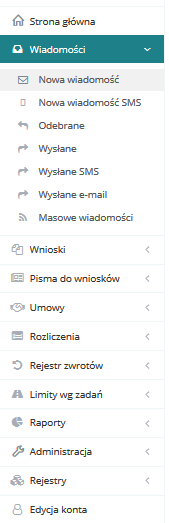 Strona główna
Wiadomości
Nowa wiadomość
Nowa wiadomość SMS
Odebrane
Wysłane
Wysłane SMS
Wysłane e-mail
Masowe wiadomości
Wnioski
Pisma do wniosków
Umowy
Rozliczenia
Rejestr zwrotów
Limity wg zadań
Raporty
Administracja
Rejestry
Edycja konta